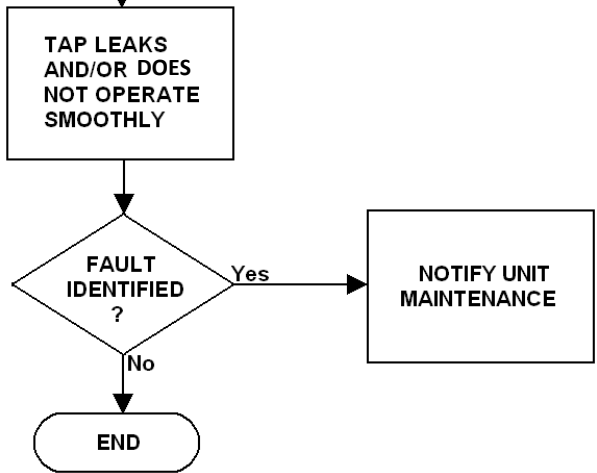 TAP LEAKS
AND/OR DOES
NOT OPERATE
SMOOTHLY
FAULT
IDENTIFIED
?
Yes
NOTIFY UNIT
MAINTENANCE
No
END